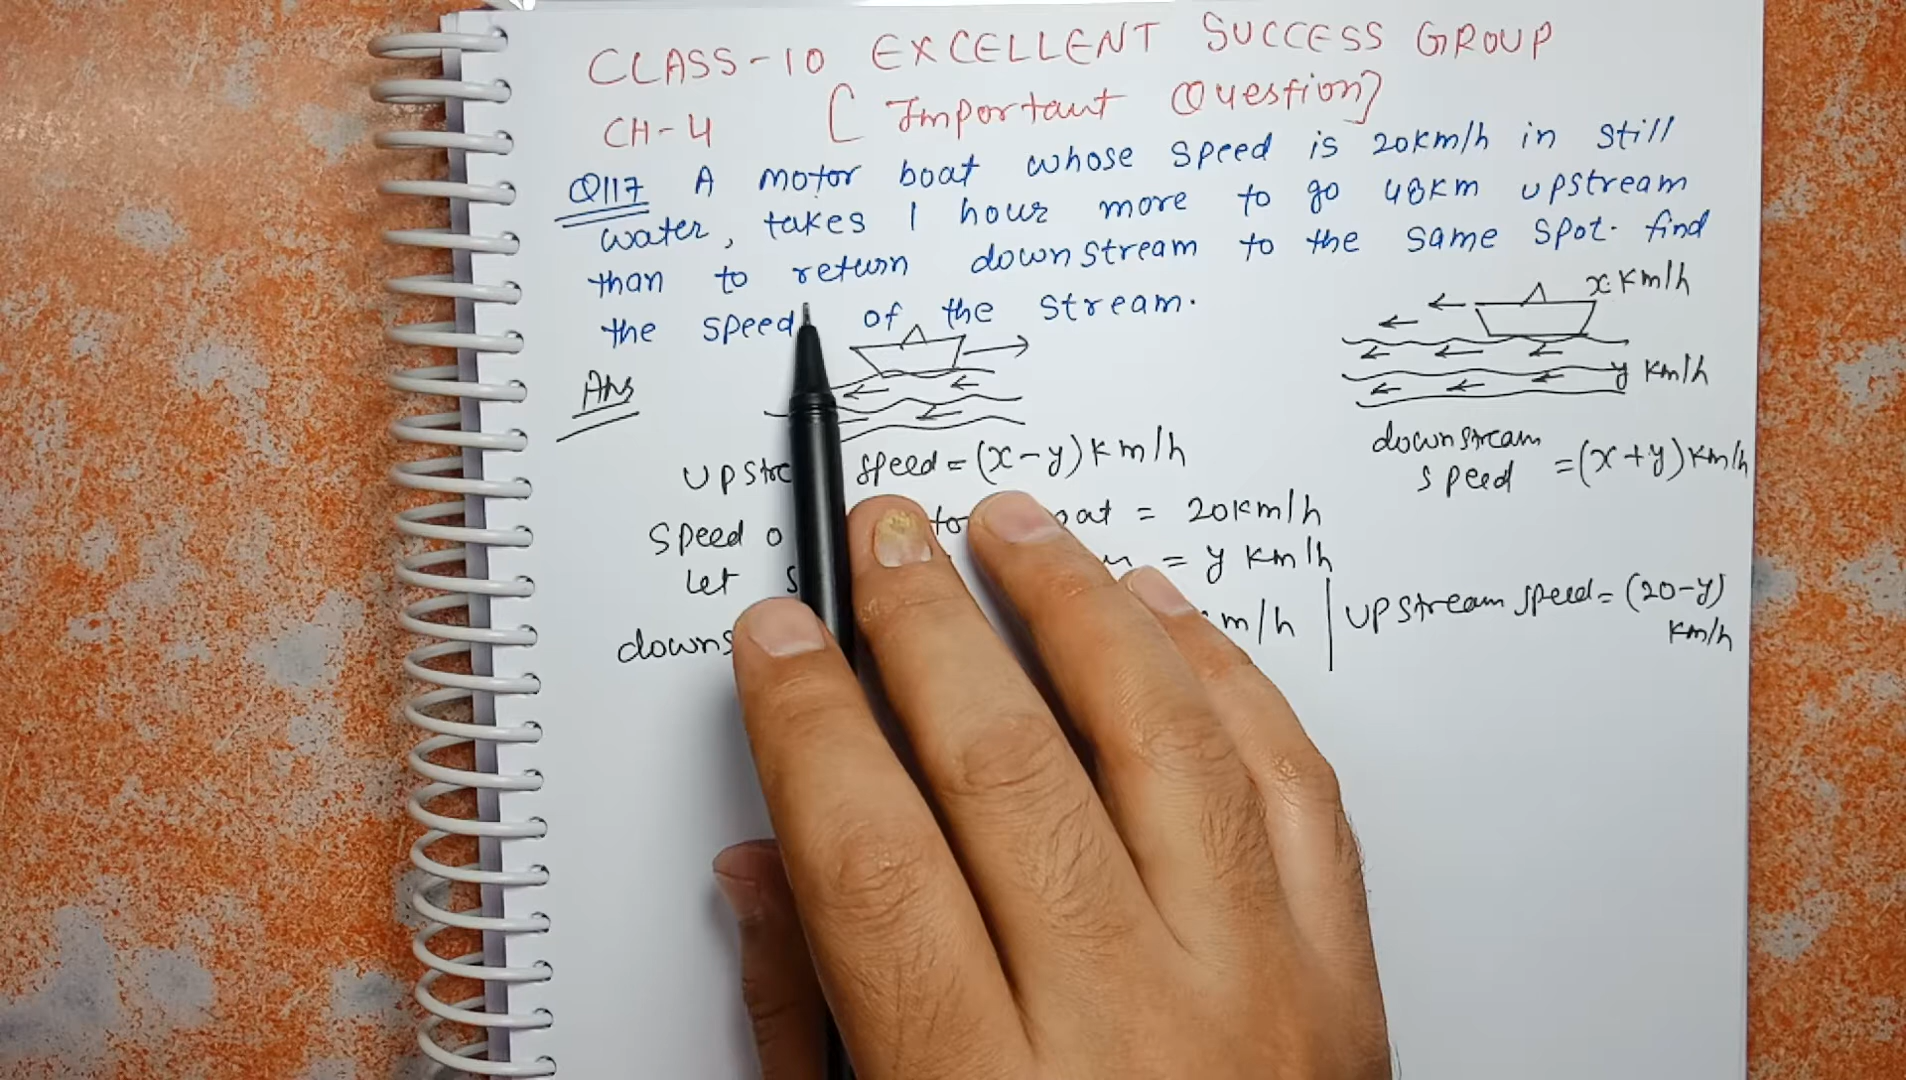 CLASS-10 EXCELLENT SUCCESS GROUP
CH-4 [Important Question]
Q117 A motor boat whose speed is 20km/h in still
water, takes 1 hour more to go 48km upstream
than to return downstream to the same spot. find
the speed of the stream.
x km/h
Ans
y km/h
speed = (x-y) km/h
downstream
speed = (x+y) km/h
speed = 20km/h
Let = y km/h
m/h | upstream speed = (20-y)
km/h